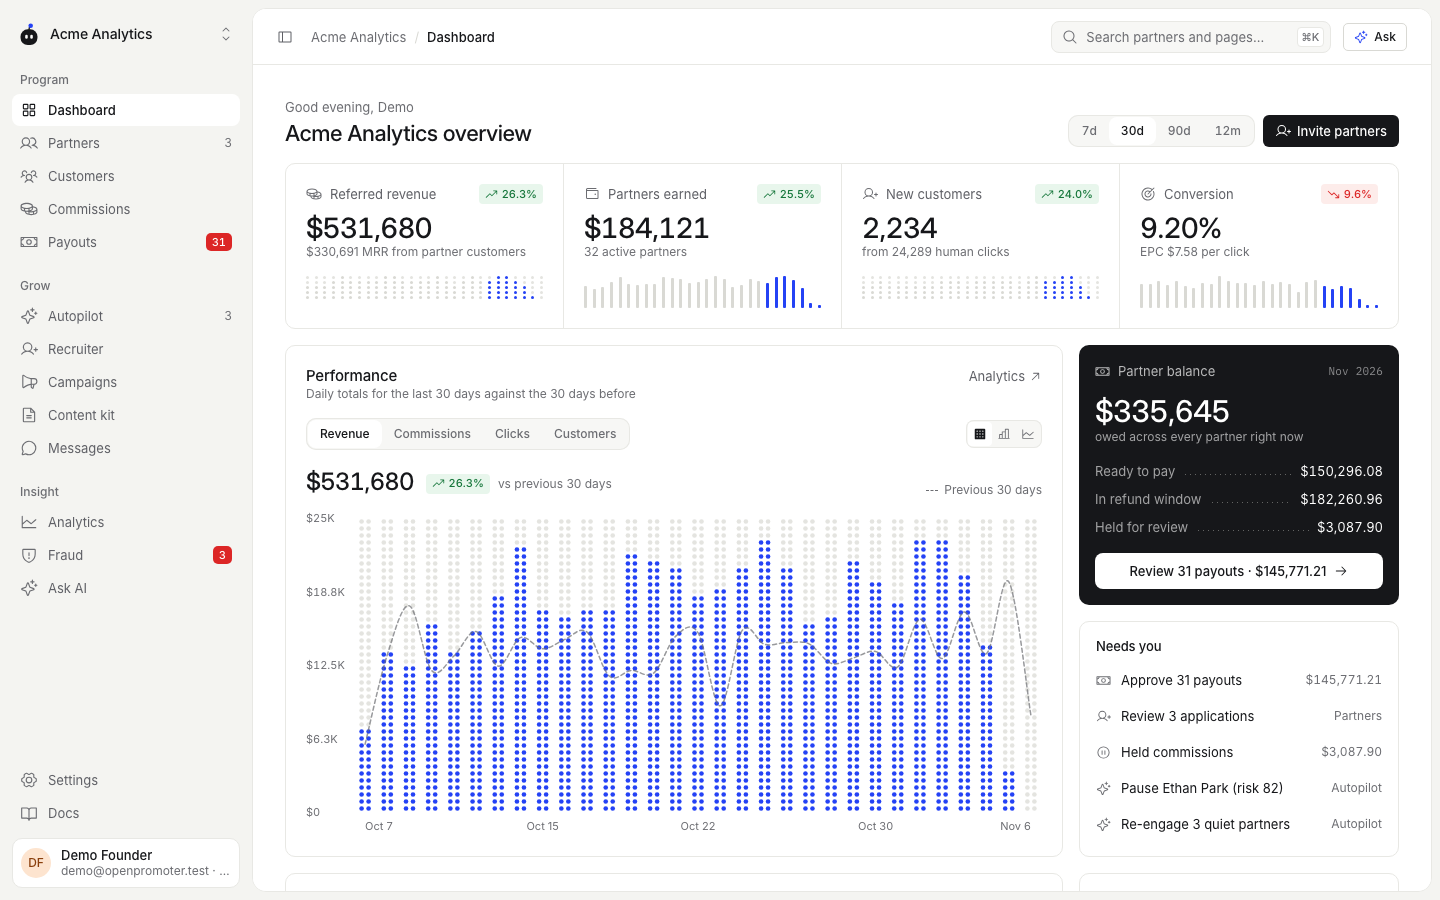 Acme Analytics
Program
Dashboard
Partners 3
Customers
Commissions
Payouts 31
Grow
Autopilot 3
Recruiter
Campaigns
Content kit
Messages
Insight
Analytics
Fraud 3
Ask AI
Settings
Docs
DF
Demo Founder
demo@openpromoter.test · ...
Acme Analytics / Dashboard
Search partners and pages... ⌘K
Ask
Good evening, Demo
Acme Analytics overview
7d 30d 90d 12m
Invite partners
Referred revenue 26.3%
$531,680
$330,691 MRR from partner customers
Partners earned 25.5%
$184,121
32 active partners
New customers 24.0%
2,234
from 24,289 human clicks
Conversion 9.6%
9.20%
EPC $7.58 per click
Performance
Daily totals for the last 30 days against the 30 days before
Analytics
Revenue Commissions Clicks Customers
$531,680 26.3% vs previous 30 days
Previous 30 days
$25K
$18.8K
$12.5K
$6.3K
$0
Oct 7 Oct 15 Oct 22 Oct 30 Nov 6
Partner balance Nov 2026
$335,645
owed across every partner right now
Ready to pay $150,296.08
In refund window $182,260.96
Held for review $3,087.90
Review 31 payouts · $145,771.21 →
Needs you
Approve 31 payouts $145,771.21
Review 3 applications Partners
Held commissions $3,087.90
Pause Ethan Park (risk 82) Autopilot
Re-engage 3 quiet partners Autopilot